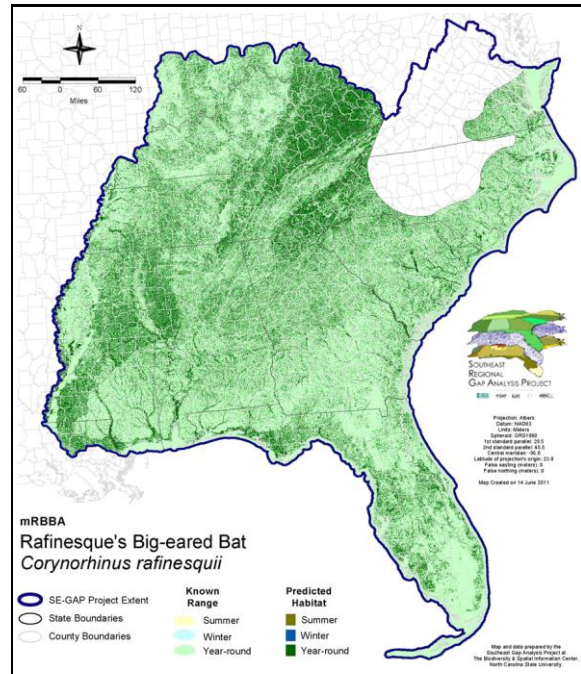 N
60 0 60 120
Miles
SOUTHEAST
REGIONAL
GAP ANALYSIS PROJECT
Projection: Albers
Datum: NAD83
Units: Meters
Spheroid: GRS1980
1st standard parallel: 29.5
2nd standard parallel: 45.5
Central meridian: -96.0
Latitude of projection's origin: 23.0
False easting (meters): 0
False northing (meters): 0
Map Created on 14 June 2011
mRBBA
Rafinesque's Big-eared Bat
Corynorhinus rafinesquii
SE-GAP Project Extent
State Boundaries
County Boundaries
Known
Range
Summer
Winter
Year-round
Predicted
Habitat
Summer
Winter
Year-round
Map and data prepared by the
Southeast Gap Analysis Project at
The Biodiversity & Spatial Information Center,
North Carolina State University.